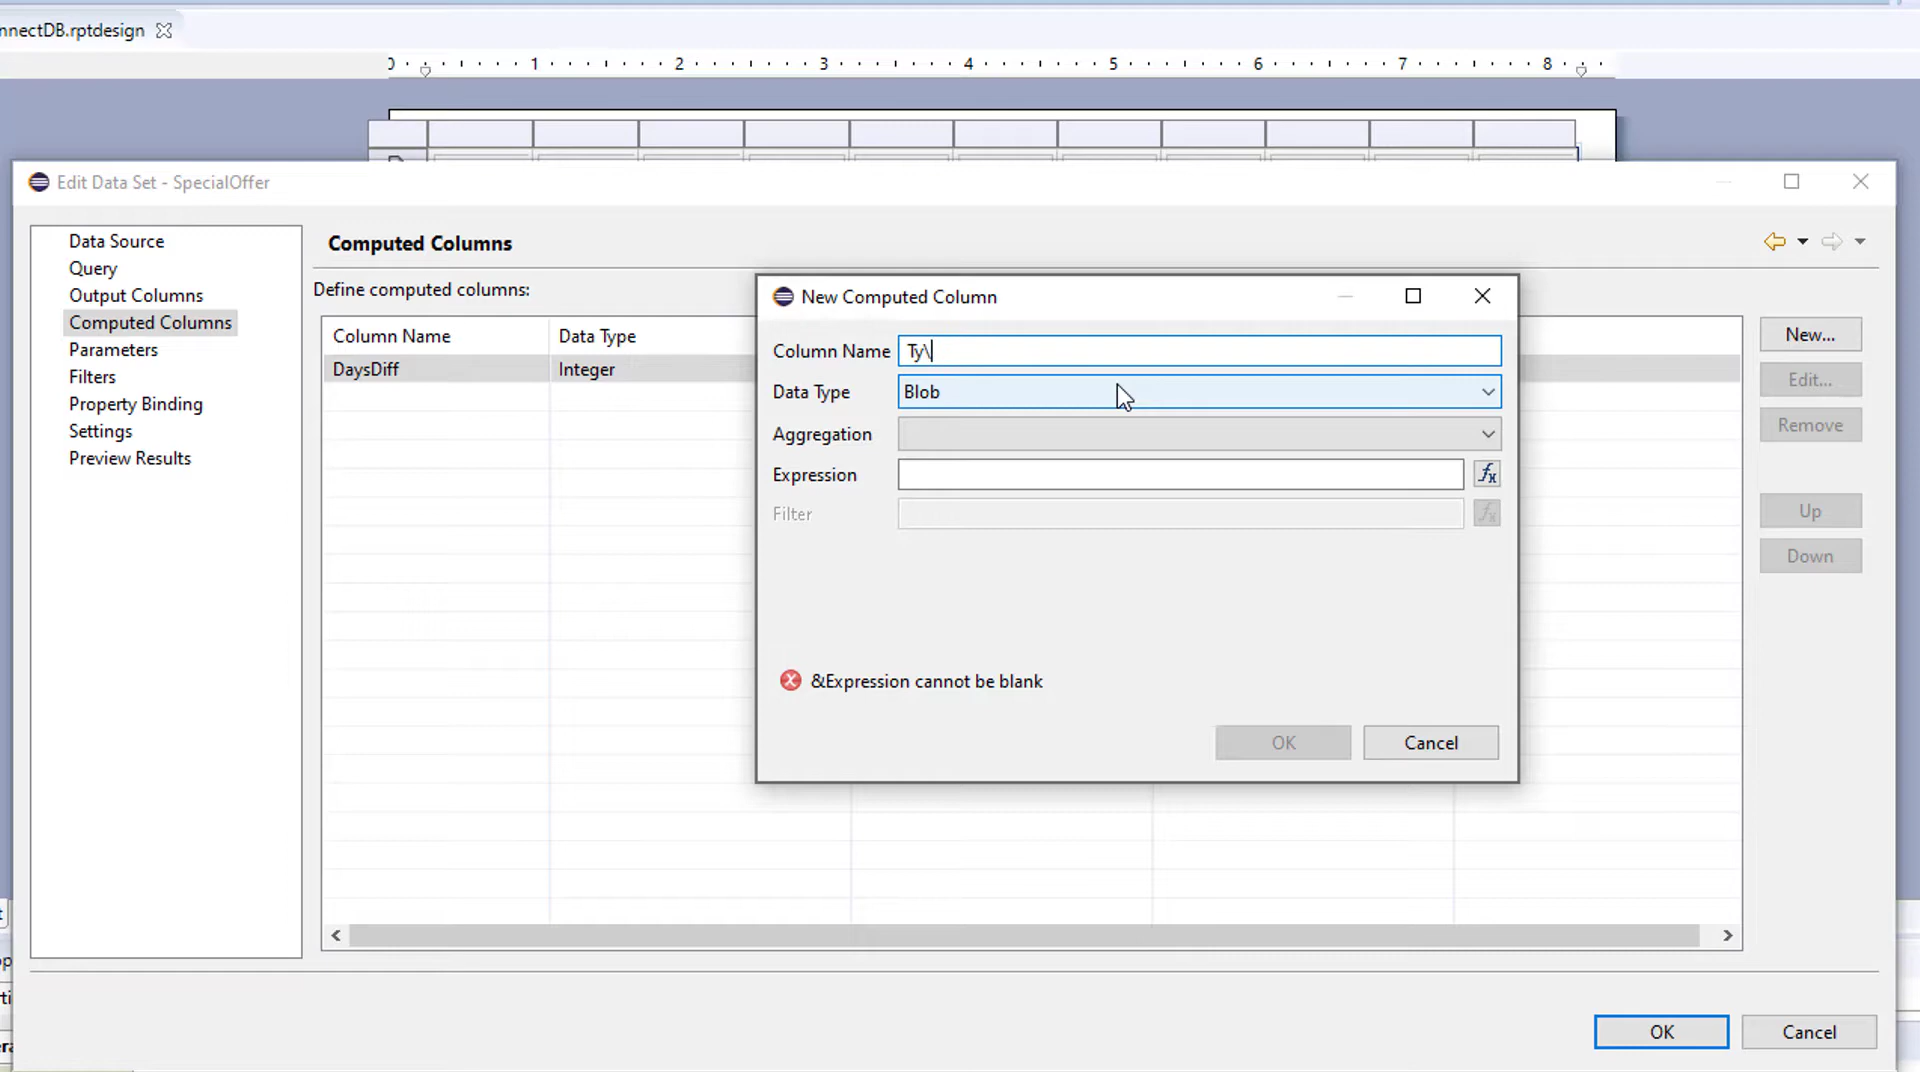 nnectDB.rptdesign
0 1 2 3 4 5 6 7 8
Edit Data Set - SpecialOffer
Data Source
Query
Output Columns
Computed Columns
Parameters
Filters
Property Binding
Settings
Preview Results
Computed Columns
Define computed columns:
Column Name Data Type
DaysDiff Integer
New...
Edit...
Remove
Up
Down
New Computed Column
Column Name Ty\
Data Type Blob
Aggregation
Expression
Filter
&Expression cannot be blank
OK Cancel
OK Cancel